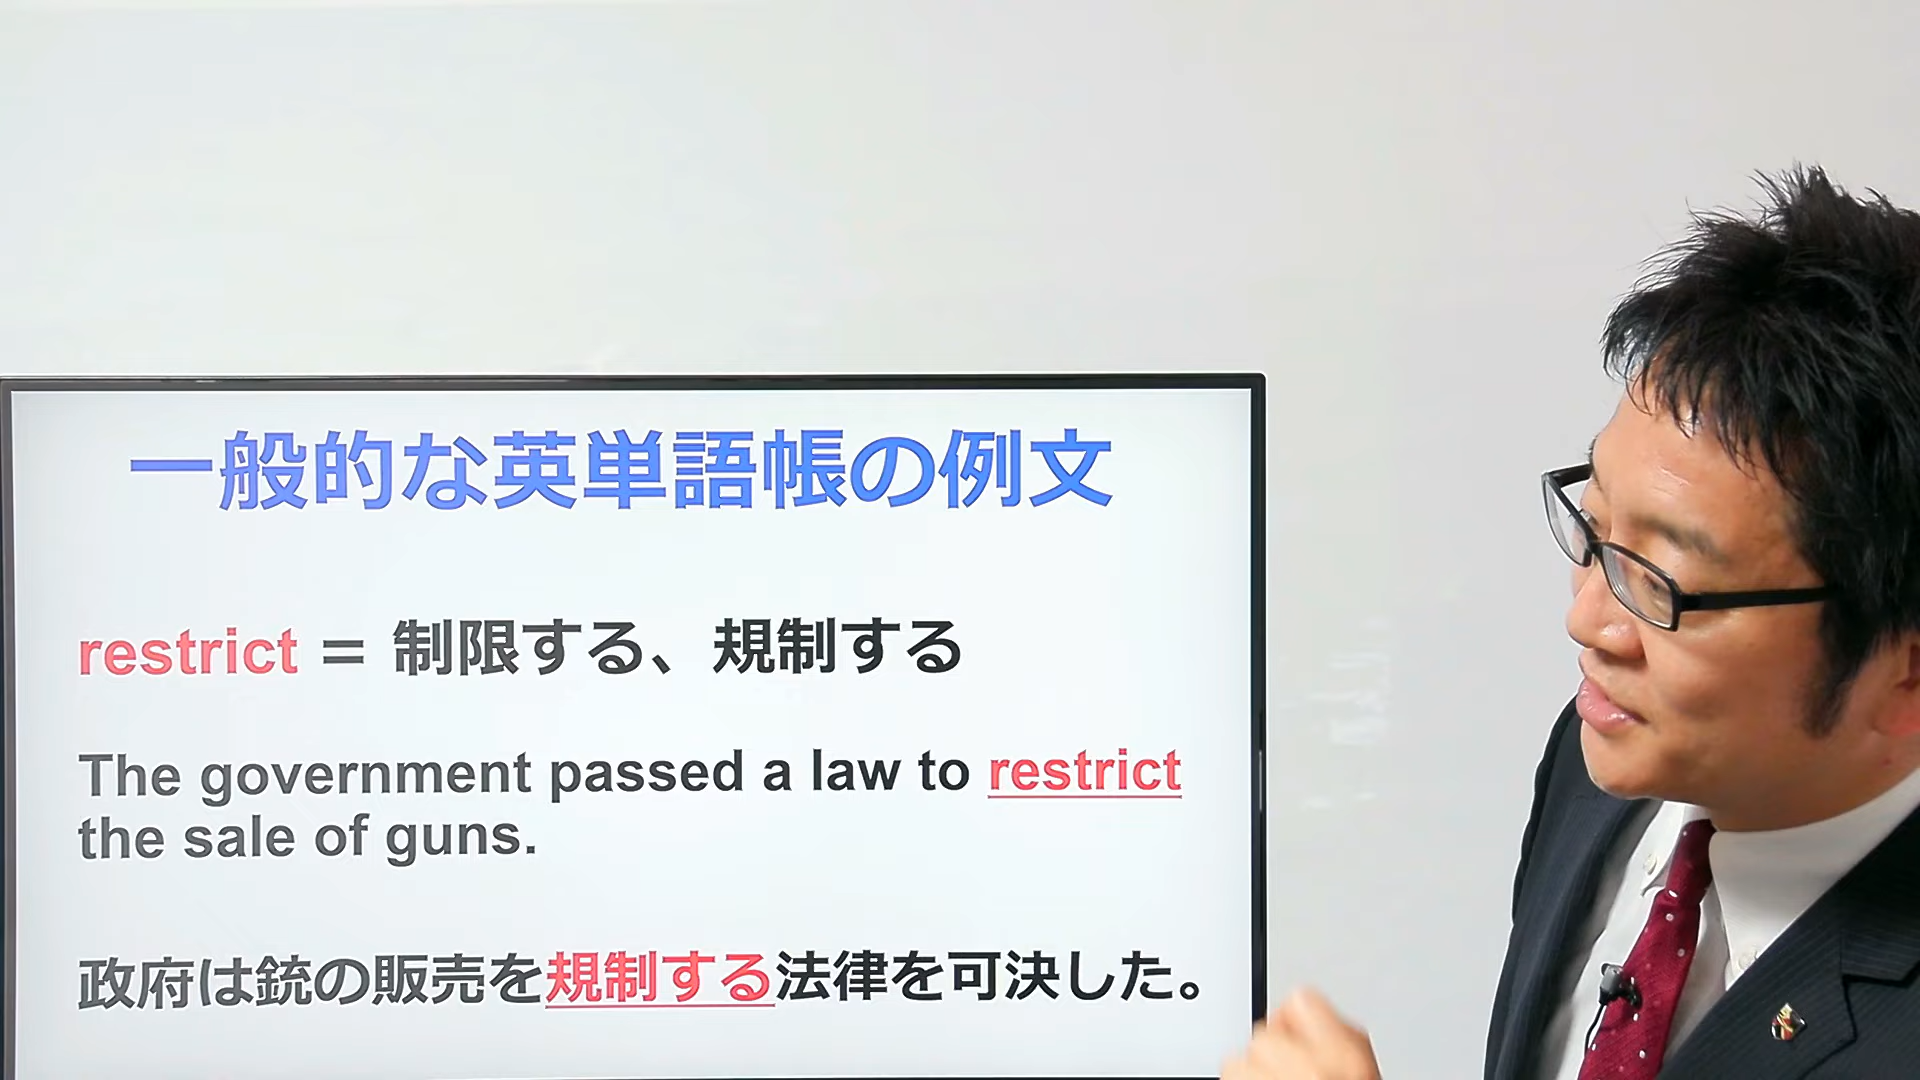 一般的な英単語帳の例文
restrict = 制限する、規制する
The government passed a law to restrict
the sale of guns.
政府は銃の販売を規制する法律を可決した。